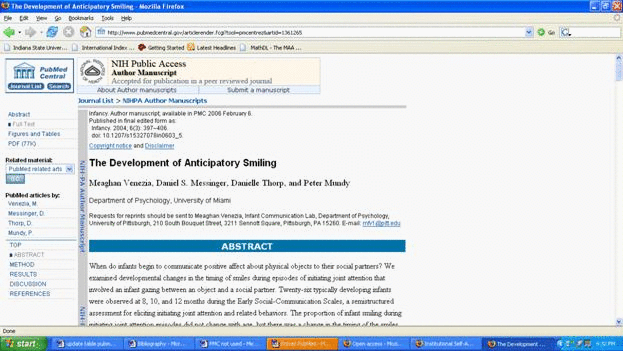 The Development of Anticipatory Smiling - Mozilla Firefox
File Edit View Go Bookmarks Tools Help
http://www.pubmedcentral.gov/articlerender.fcgi?tool=pmcentrez&artid=1361265
Go
Indiana State Univer... International Index ... Getting Started Latest Headlines MathDL - The MAA ...
PubMed Central
Journal List Search
NIH Public Access
Author Manuscript
Accepted for publication in a peer reviewed journal
About Author manuscripts Submit a manuscript
Journal List > NIHPA Author Manuscripts
Abstract
Full Text
Figures and Tables
PDF (77K)
Related material:
PubMed related arts
GO
PubMed articles by:
Venezia, M.
Messinger, D.
Thorp, D.
Mundy, P.
TOP
ABSTRACT
METHOD
RESULTS
DISCUSSION
REFERENCES
NIH-PA Author Manuscript
NIH-
Infancy. Author manuscript, available in PMC 2006 February 6.
Published in final edited form as:
Infancy. 2004; 6(3): 397–406.
doi: 10.1207/s15327078in0603_5.
Copyright notice and Disclaimer
The Development of Anticipatory Smiling
Meaghan Venezia, Daniel S. Messinger, Danielle Thorp, and Peter Mundy
Department of Psychology, University of Miami
Requests for reprints should be sent to Meaghan Venezia, Infant Communication Lab, Department of Psychology,
University of Pittsburgh, 210 South Bouquet Street, 3211 Sennott Square, Pittsburgh, PA 15260. E-mail: mfv1@pitt.edu
ABSTRACT
When do infants begin to communicate positive affect about physical objects to their social partners? We
examined developmental changes in the timing of smiles during episodes of initiating joint attention that
involved an infant gazing between an object and a social partner. Twenty-six typically developing infants
were observed at 8, 10, and 12 months during the Early Social-Communication Scales, a semistructured
assessment for eliciting initiating joint attention and related behaviors. The proportion of infant smiling during
initiating joint attention episodes did not change with age, but there was a change in the timing of the smiles
Done
start
update table pubm... Bibliography - Mic... PMC not used - Mic... Open access - Mos... Institutional Self-A... The Development ...